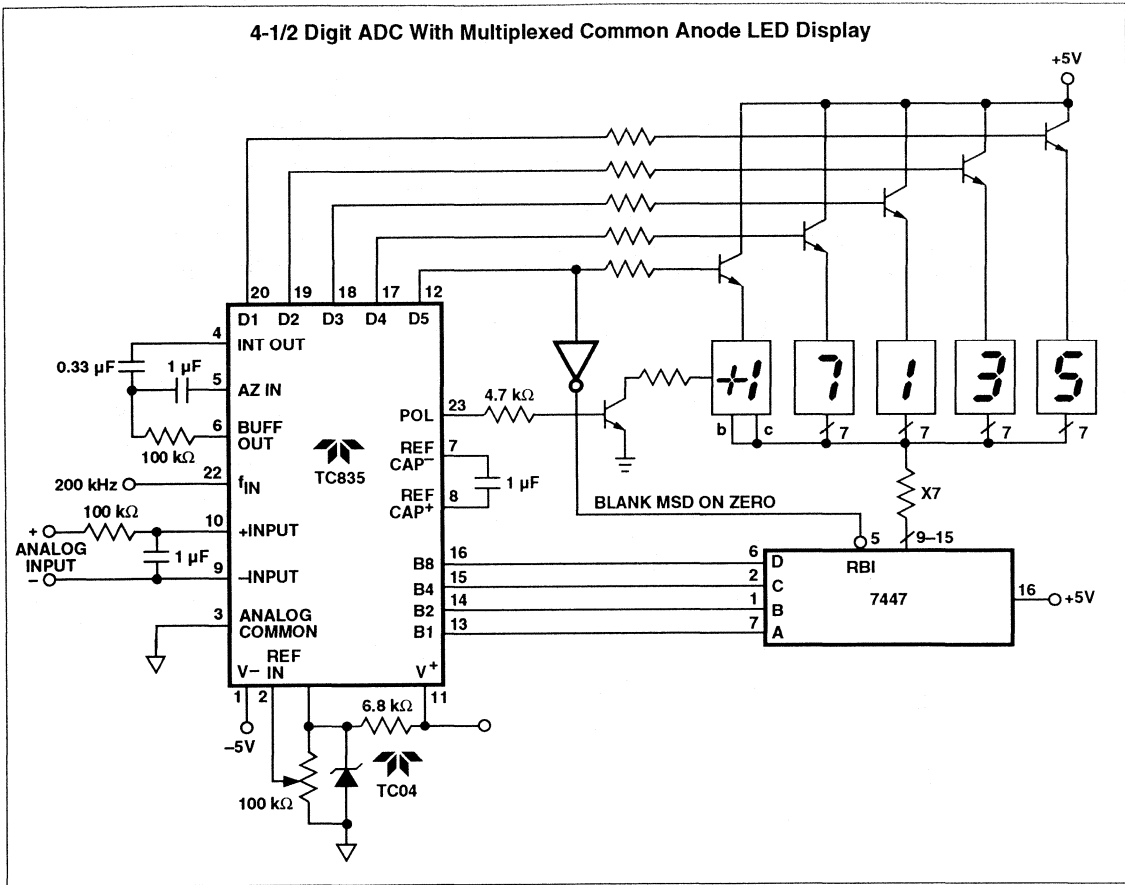 4-1/2 Digit ADC With Multiplexed Common Anode LED Display
+5V
20 19 18 17 12
D1 D2 D3 D4 D5
4
INT OUT
0.33 µF
1 µF
5
AZ IN
6
BUFF
OUT
100 kΩ
22
fIN
200 kHz
100 kΩ
10
+INPUT
+
ANALOG
INPUT
–
1 µF
9
–INPUT
3
ANALOG
COMMON
TC835
POL
23
4.7 kΩ
REF
CAP–
7
REF
CAP+
8
1 µF
B8
16
B4
15
B2
14
B1
13
V–
REF
IN
V+
1
2
11
–5V
6.8 kΩ
100 kΩ
TC04
+1 7 1 3 5
b c 7 7 7 7
X7
BLANK MSD ON ZERO
5
9–15
6
D
RBI
2
C
7447
1
B
7
A
16
+5V